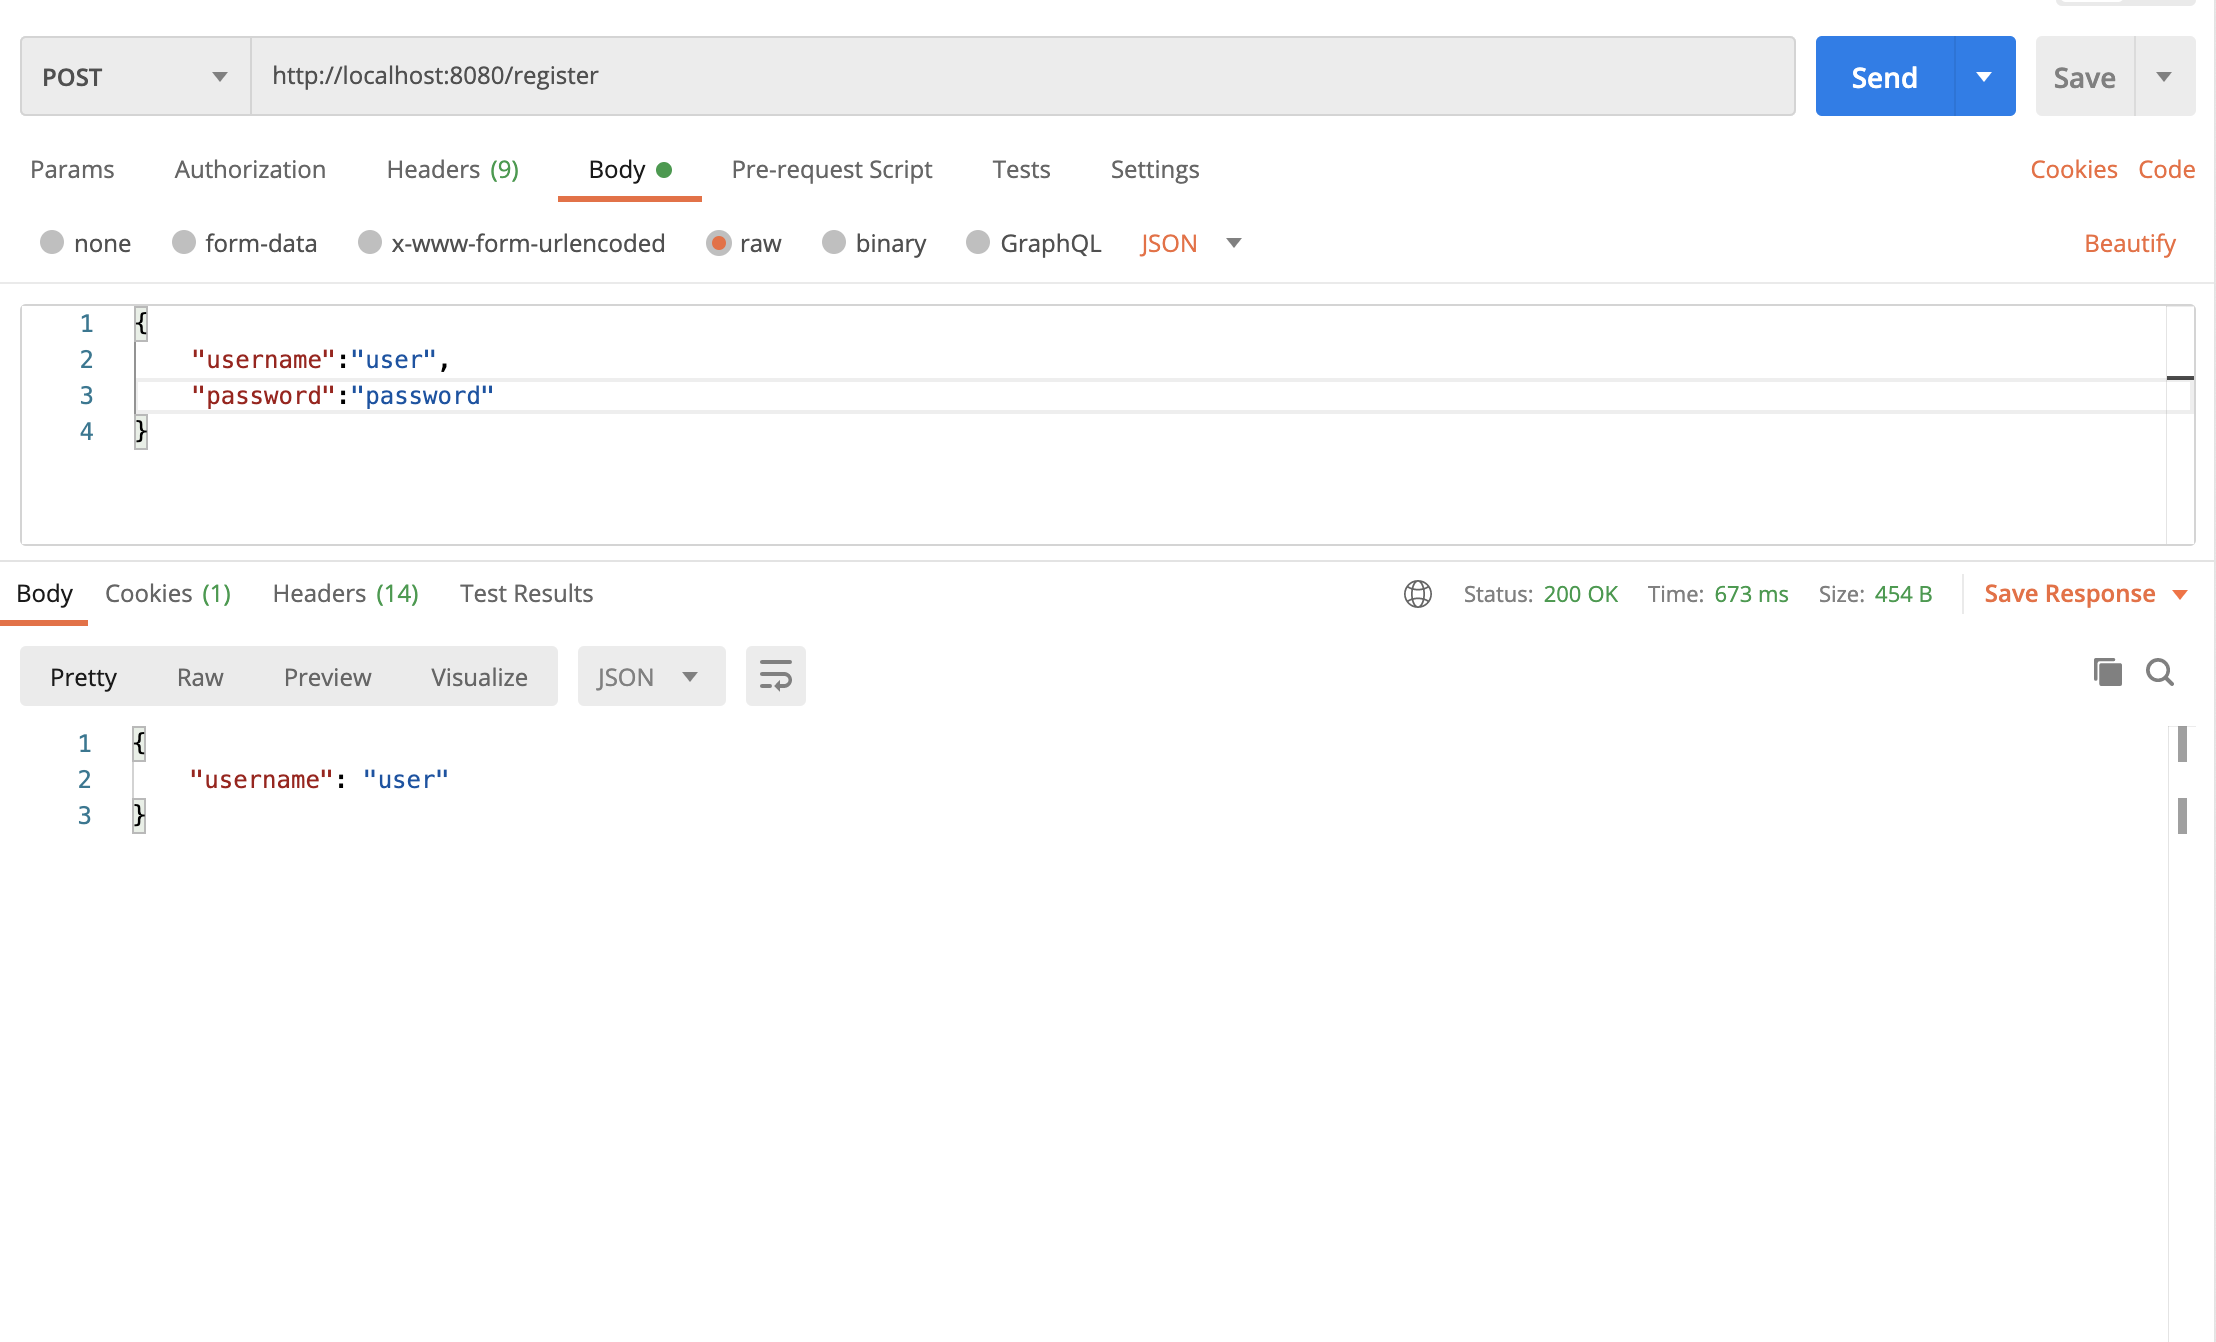 POST http://localhost:8080/register Send Save
Params Authorization Headers (9) Body Pre-request Script Tests Settings Cookies Code
none form-data x-www-form-urlencoded raw binary GraphQL JSON Beautify
1 {
2 "username":"user",
3 "password":"password"
4 }
Body Cookies (1) Headers (14) Test Results Status: 200 OK Time: 673 ms Size: 454 B Save Response
Pretty Raw Preview Visualize JSON
1 {
2 "username": "user"
3 }